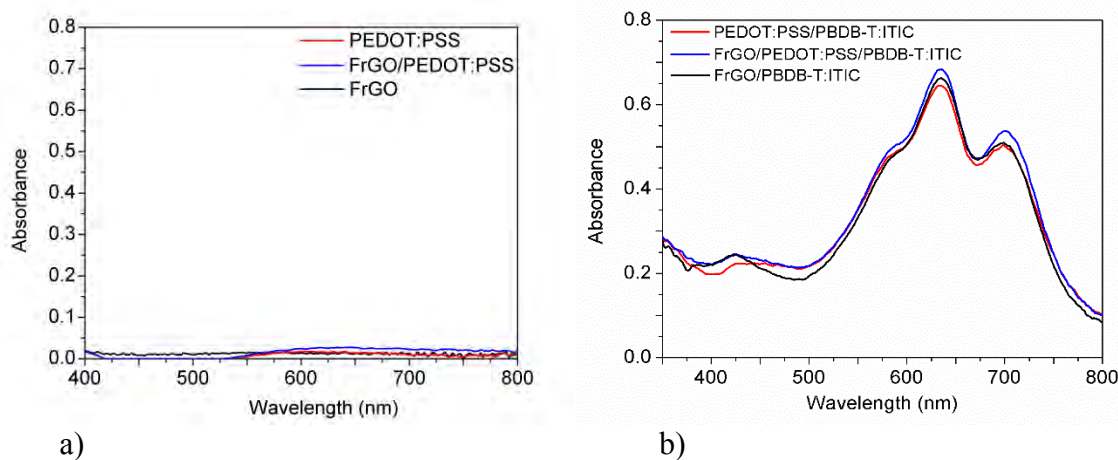 0.8
0.7
0.6
0.5
0.4
0.3
0.2
0.1
0.0
Absorbance
PEDOT:PSS
FrGO/PEDOT:PSS
FrGO
400
500
600
700
800
Wavelength (nm)
a)
0.8
0.6
0.4
0.2
0.0
Absorbance
PEDOT:PSS/PBDB-T:ITIC
FrGO/PEDOT:PSS/PBDB-T:ITIC
FrGO/PBDB-T:ITIC
400
500
600
700
800
Wavelength (nm)
b)